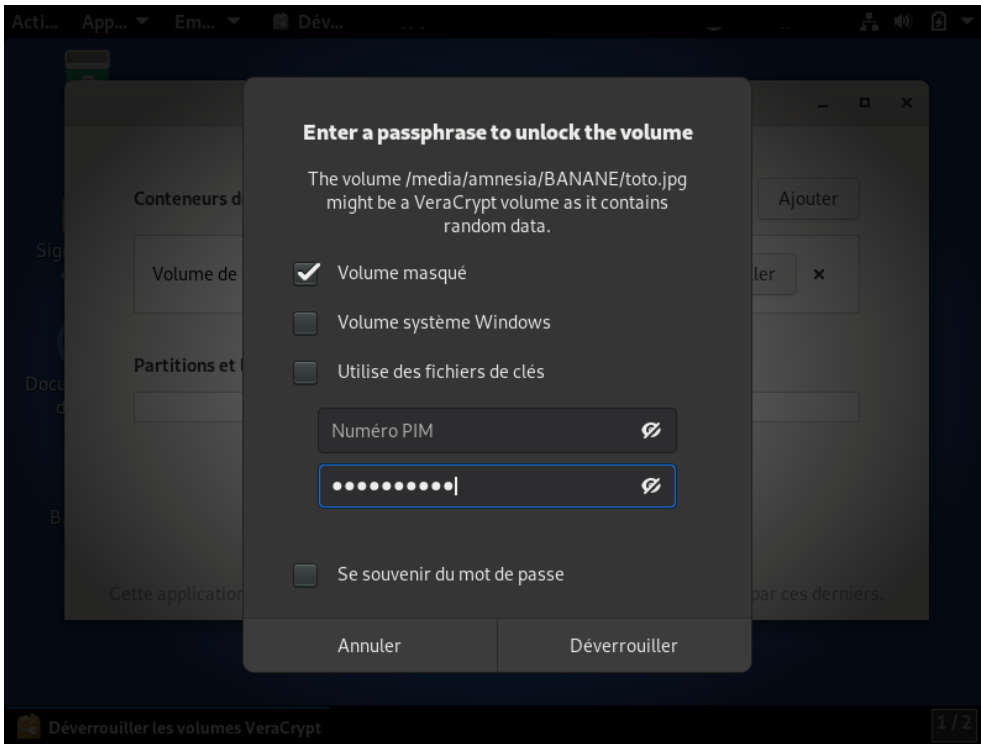 Acti... App... Em... Dév...
Enter a passphrase to unlock the volume
The volume /media/amnesia/BANANE/toto.jpg
might be a VeraCrypt volume as it contains
random data.
Conteneurs d
Ajouter
Sig
Volume de
ller
Volume masqué
Volume système Windows
Partitions et l
Utilise des fichiers de clés
Docu
d
Numéro PIM
B
Se souvenir du mot de passe
Cette application
par ces derniers.
Annuler
Déverrouiller
Déverrouiller les volumes VeraCrypt
1 / 2